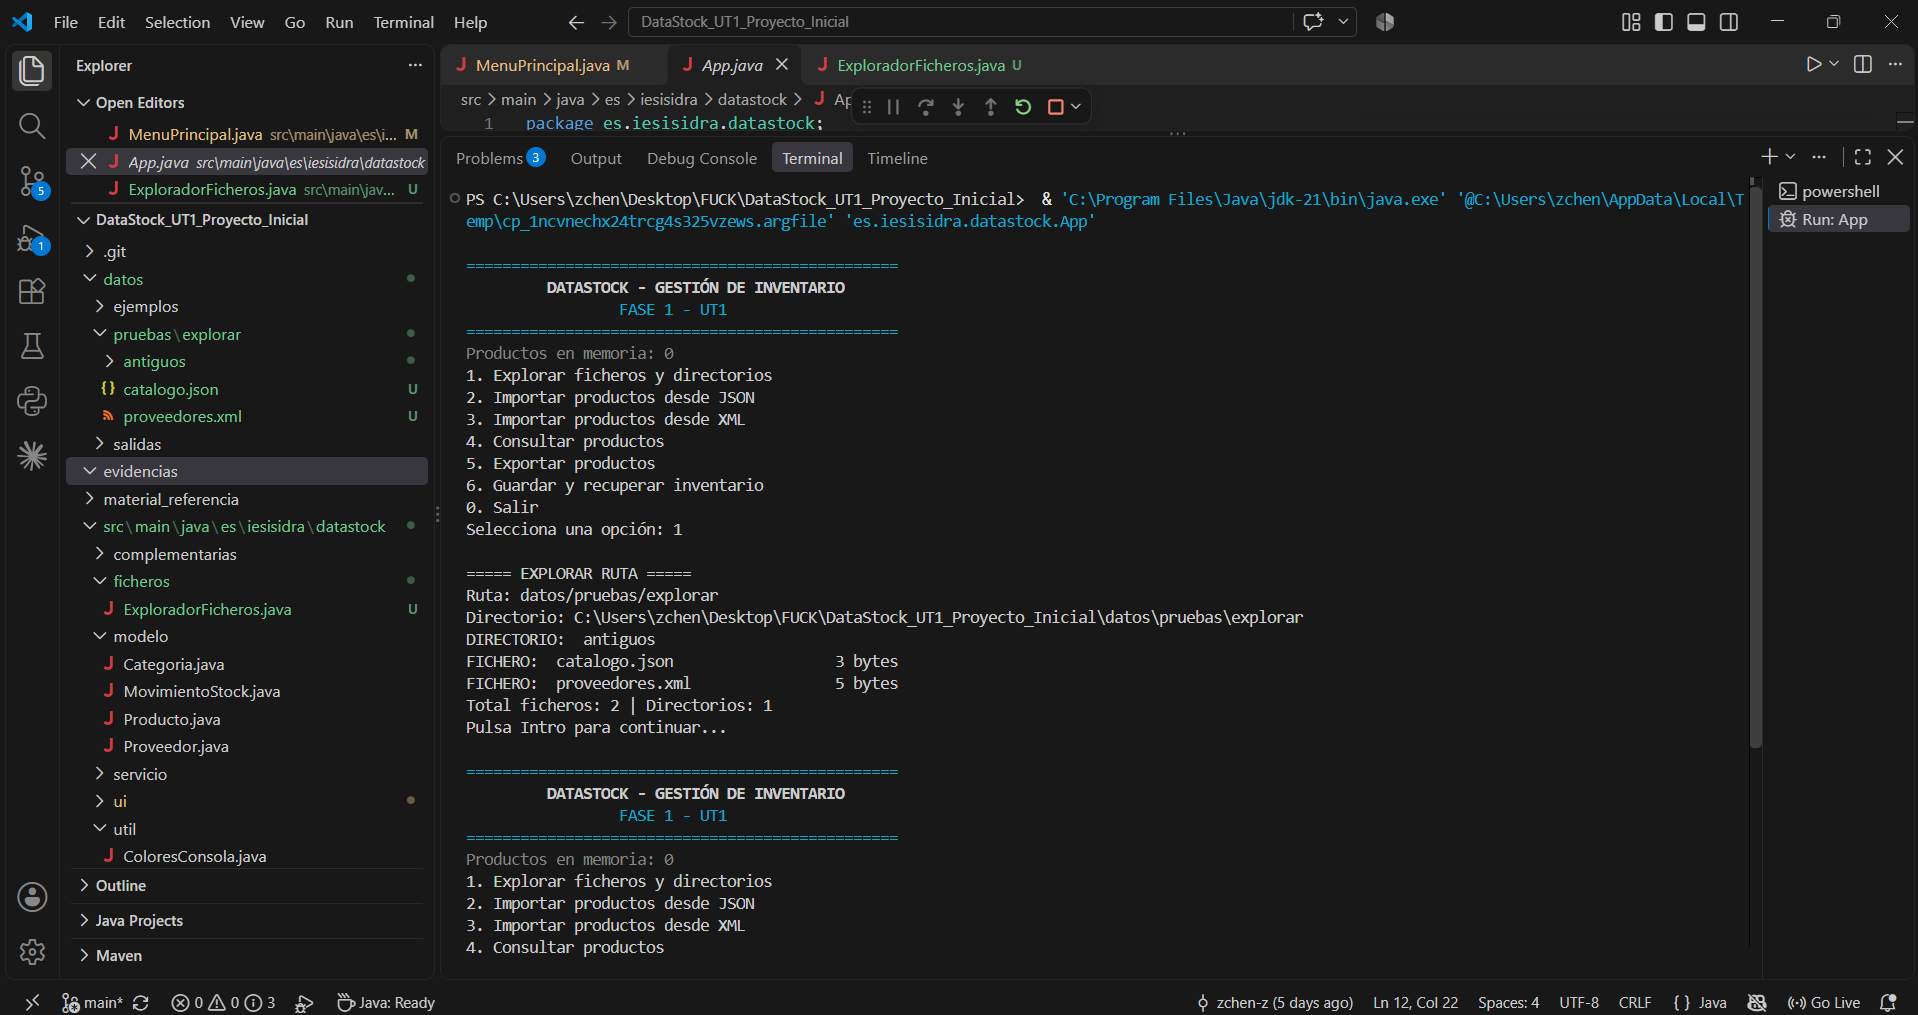 File Edit Selection View Go Run Terminal Help
DataStock_UT1_Proyecto_Inicial
Explorer
Open Editors
MenuPrincipal.java src\main\java\es\i... M
App.java src\main\java\es\iesisidra\datastock
ExploradorFicheros.java src\main\jav... U
DataStock_UT1_Proyecto_Inicial
.git
datos
ejemplos
pruebas\explorar
antiguos
catalogo.json U
proveedores.xml U
salidas
evidencias
material_referencia
src\main\java\es\iesisidra\datastock
complementarias
ficheros
ExploradorFicheros.java U
modelo
Categoria.java
MovimientoStock.java
Producto.java
Proveedor.java
servicio
ui
util
ColoresConsola.java
Outline
Java Projects
Maven
5
1
MenuPrincipal.java M
App.java
ExploradorFicheros.java U
src > main > java > es > iesisidra > datastock > Ap
1 package es.iesisidra.datastock;
Problems 3 Output Debug Console Terminal Timeline
powershell
Run: App
PS C:\Users\zchen\Desktop\FUCK\DataStock_UT1_Proyecto_Inicial> & 'C:\Program Files\Java\jdk-21\bin\java.exe' '@C:\Users\zchen\AppData\Local\T
emp\cp_1ncvnechx24trcg4s325vzews.argfile' 'es.iesisidra.datastock.App'
================================================
DATASTOCK - GESTIÓN DE INVENTARIO
FASE 1 - UT1
================================================
Productos en memoria: 0
1. Explorar ficheros y directorios
2. Importar productos desde JSON
3. Importar productos desde XML
4. Consultar productos
5. Exportar productos
6. Guardar y recuperar inventario
0. Salir
Selecciona una opción: 1
===== EXPLORAR RUTA =====
Ruta: datos/pruebas/explorar
Directorio: C:\Users\zchen\Desktop\FUCK\DataStock_UT1_Proyecto_Inicial\datos\pruebas\explorar
DIRECTORIO: antiguos
FICHERO: catalogo.json 3 bytes
FICHERO: proveedores.xml 5 bytes
Total ficheros: 2 | Directorios: 1
Pulsa Intro para continuar...
================================================
DATASTOCK - GESTIÓN DE INVENTARIO
FASE 1 - UT1
================================================
Productos en memoria: 0
1. Explorar ficheros y directorios
2. Importar productos desde JSON
3. Importar productos desde XML
4. Consultar productos
main* 0 0 3 Java: Ready zchen-z (5 days ago) Ln 12, Col 22 Spaces: 4 UTF-8 CRLF {} Java Go Live